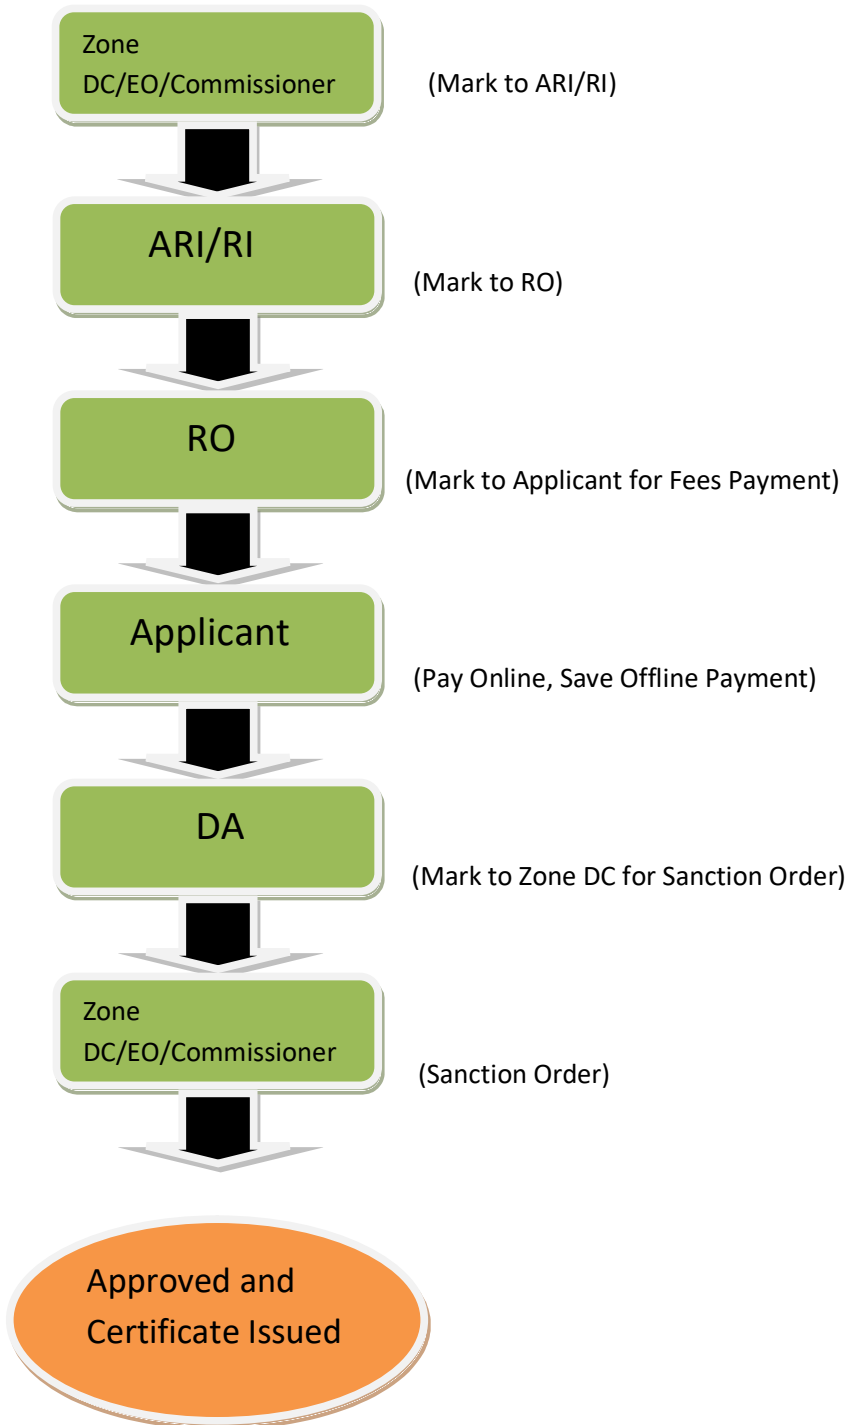 Zone
DC/EO/Commissioner
(Mark to ARI/RI)
ARI/RI
(Mark to RO)
RO
(Mark to Applicant for Fees Payment)
Applicant
(Pay Online, Save Offline Payment)
DA
(Mark to Zone DC for Sanction Order)
Zone
DC/EO/Commissioner
(Sanction Order)
Approved and
Certificate Issued